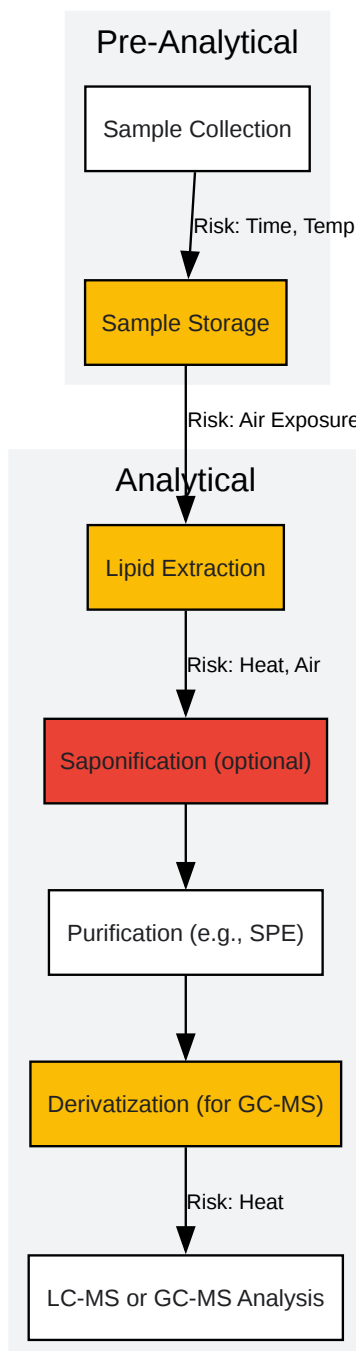 Pre-Analytical
Sample Collection
Risk: Time, Temp
Sample Storage
Risk: Air Exposure
Analytical
Lipid Extraction
Risk: Heat, Air
Saponification (optional)
Purification (e.g., SPE)
Derivatization (for GC-MS)
Risk: Heat
LC-MS or GC-MS Analysis